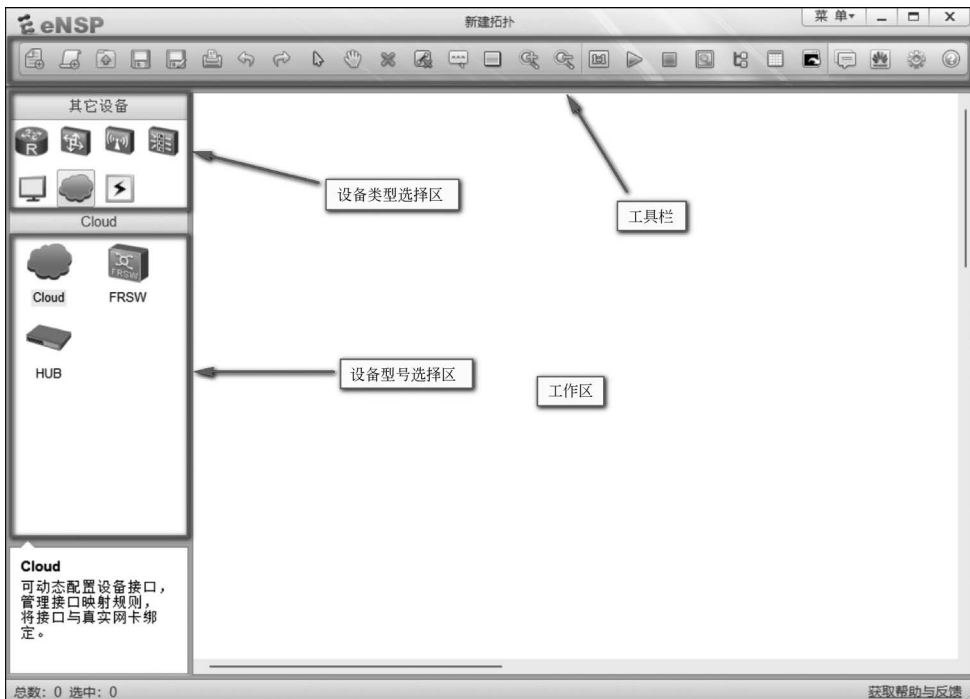 eNSP
新建拓扑
菜 单
其它设备
R
设备类型选择区
工具栏
Cloud
FRSW
Cloud
FRSW
HUB
设备型号选择区
工作区
Cloud
可动态配置设备接口，
管理接口映射规则，
将接口与真实网卡绑
定。
总数: 0 选中: 0
获取帮助与反馈